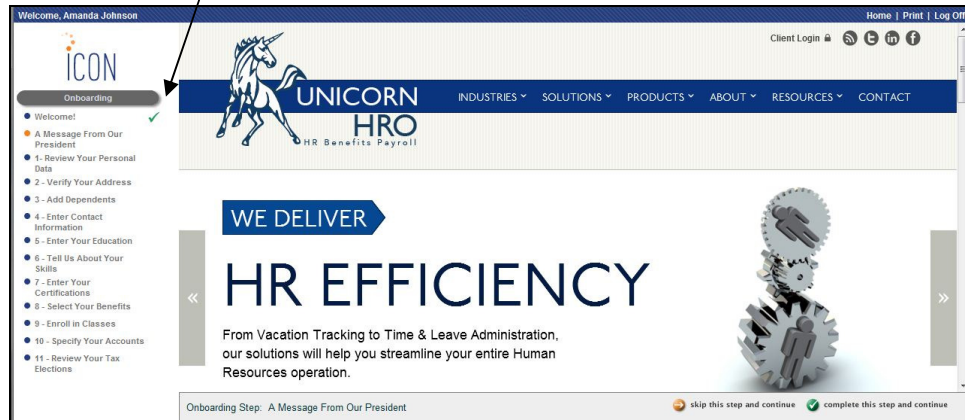 Welcome, Amanda Johnson
Home | Print | Log Off
iCON
Onboarding
Welcome!
A Message From Our
President
1- Review Your Personal
Data
2 - Verify Your Address
3 - Add Dependents
4 - Enter Contact
Information
5 - Enter Your Education
6 - Tell Us About Your
Skills
7 - Enter Your
Certifications
8 - Select Your Benefits
9 - Enroll in Classes
10 - Specify Your Accounts
11 - Review Your Tax
Elections
Client Login
UNICORN
HRO
HR Benefits Payroll
INDUSTRIES SOLUTIONS PRODUCTS ABOUT RESOURCES CONTACT
WE DELIVER
HR EFFICIENCY
From Vacation Tracking to Time & Leave Administration,
our solutions will help you streamline your entire Human
Resources operation.
Onboarding Step: A Message From Our President
skip this step and continue
complete this step and continue